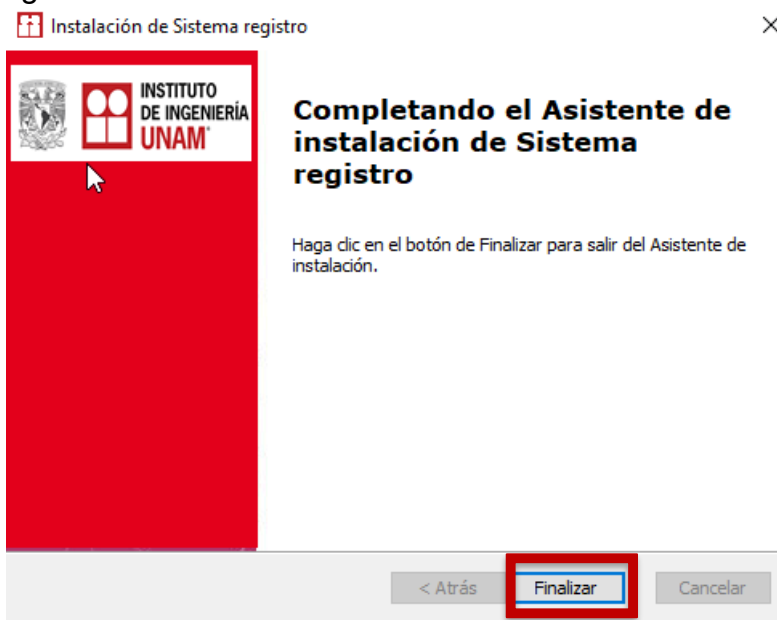 Instalación de Sistema registro
INSTITUTO
DE INGENIERÍA
UNAM
Completando el Asistente de
instalación de Sistema
registro
Haga clic en el botón de Finalizar para salir del Asistente de
instalación.
< Atrás Finalizar Cancelar